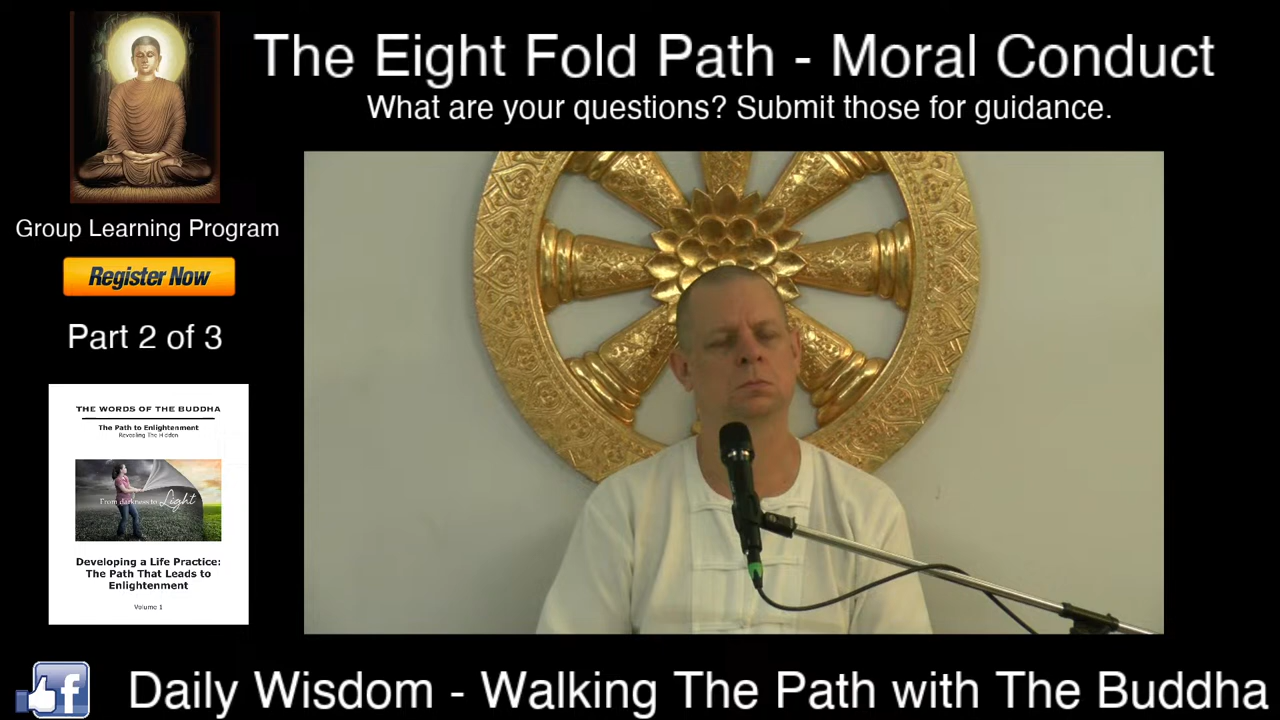 The Eight Fold Path - Moral Conduct
What are your questions? Submit those for guidance.
Group Learning Program
Register Now
Part 2 of 3
THE WORDS OF THE BUDDHA
The Path to Enlightenment
Revealing The Hidden
From darkness to Light
Developing a Life Practice:
The Path That Leads to
Enlightenment
Volume 1
f
Daily Wisdom - Walking The Path with The Buddha